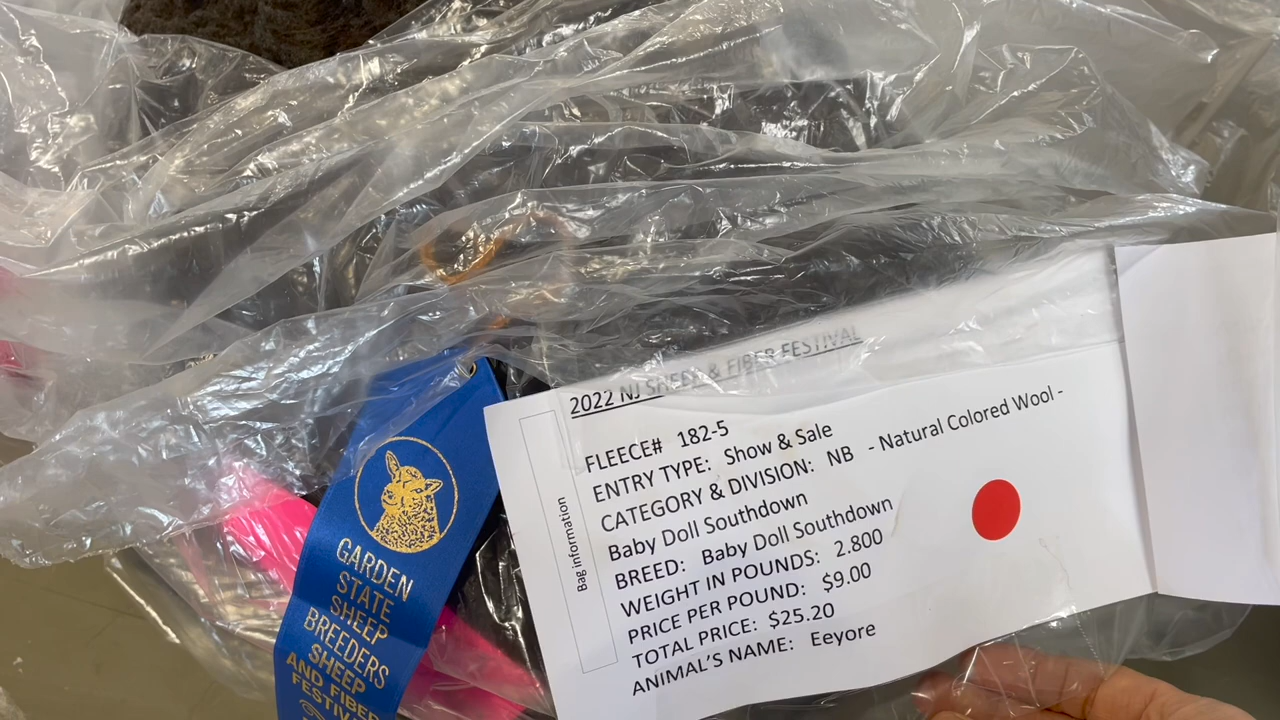 2022 NJ SHEEP & FIBER FESTIVAL
FLEECE# 182-5
ENTRY TYPE: Show & Sale
CATEGORY & DIVISION: NB - Natural Colored Wool -
Baby Doll Southdown
BREED: Baby Doll Southdown
WEIGHT IN POUNDS: 2.800
PRICE PER POUND: $9.00
TOTAL PRICE: $25.20
ANIMAL'S NAME: Eeyore
Bag information
GARDEN
STATE
SHEEP
BREEDERS
SHEEP
AND FIBER
FESTIVAL